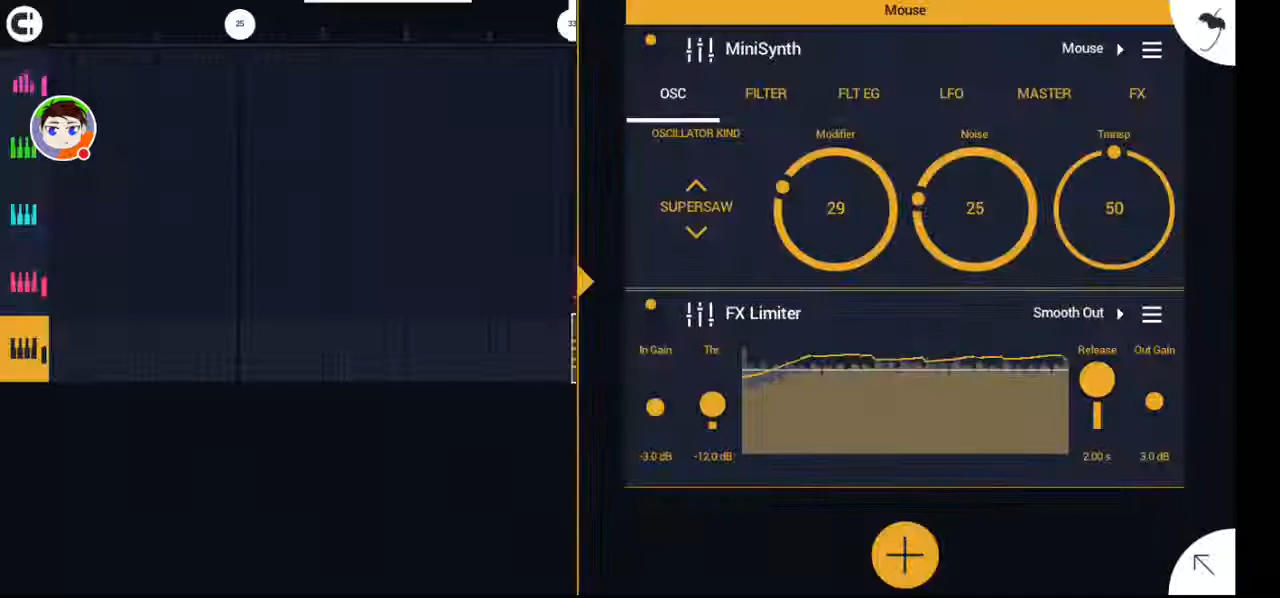 25
33
Mouse
MiniSynth
Mouse
OSC FILTER FLT EG LFO MASTER FX
OSCILLATOR KIND Modifier Noise Trnsp
SUPERSAW 29 25 50
FX Limiter
Smooth Out
In Gain Thr Release Out Gain
-3.0 dB -12.0 dB 2.00 s 3.0 dB